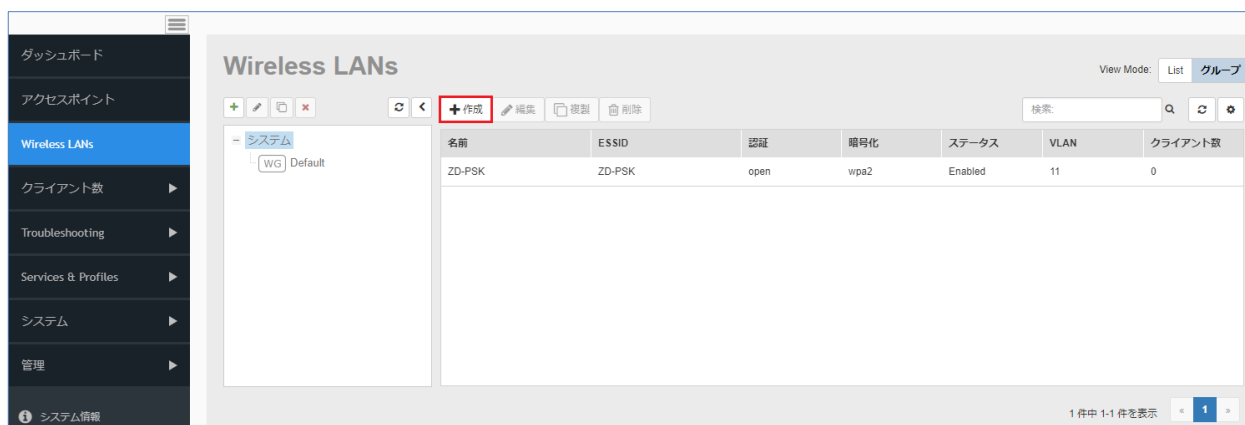 ダッシュボード
アクセスポイント
Wireless LANs
クライアント数
Troubleshooting
Services & Profiles
システム
管理
システム情報
Wireless LANs
View Mode: List グループ
作成 編集 複製 削除 検索:
システム
WG Default
名前 ESSID 認証 暗号化 ステータス VLAN クライアント数
ZD-PSK ZD-PSK open wpa2 Enabled 11 0
1 件中 1-1 件を表示 « 1 »